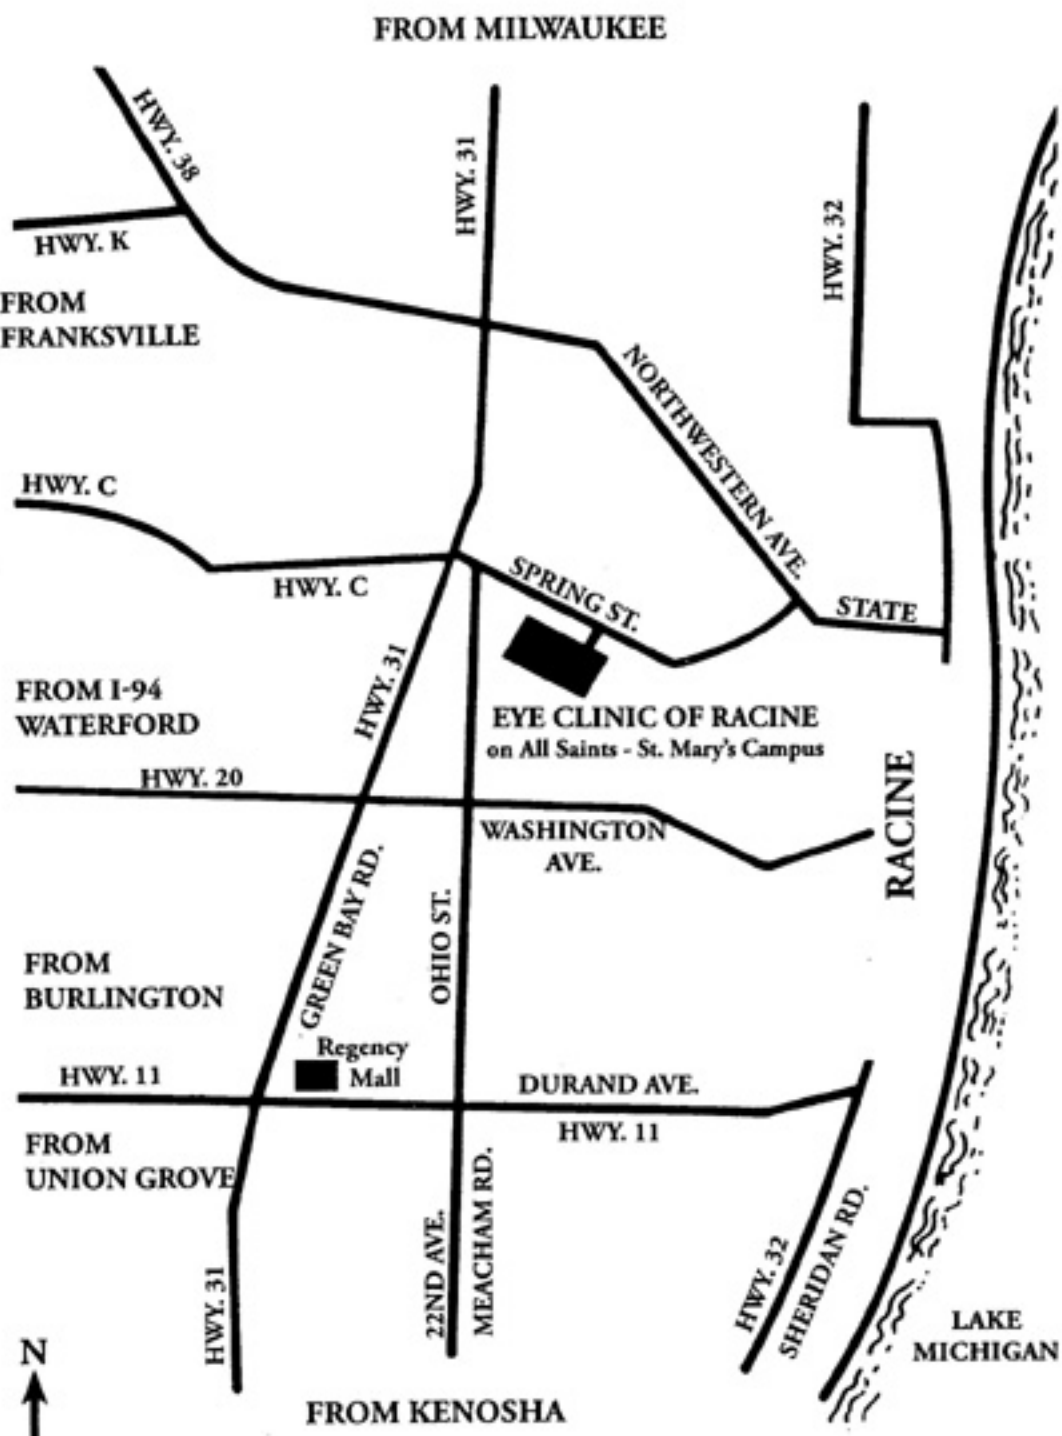 FROM MILWAUKEE
HWY. 38
HWY. 31
HWY. 32
HWY. K
FROM
FRANKSVILLE
NORTHWESTERN AVE.
HWY. C
HWY. C
SPRING ST.
STATE
HWY. 31
FROM I-94
WATERFORD
EYE CLINIC OF RACINE
on All Saints - St. Mary's Campus
HWY. 20
WASHINGTON
AVE.
RACINE
GREEN BAY RD.
OHIO ST.
FROM
BURLINGTON
Regency
Mall
HWY. 11
DURAND AVE.
HWY. 11
FROM
UNION GROVE
HWY. 31
22ND AVE.
MEACHAM RD.
HWY. 32
SHERIDAN RD.
LAKE
MICHIGAN
N
FROM KENOSHA